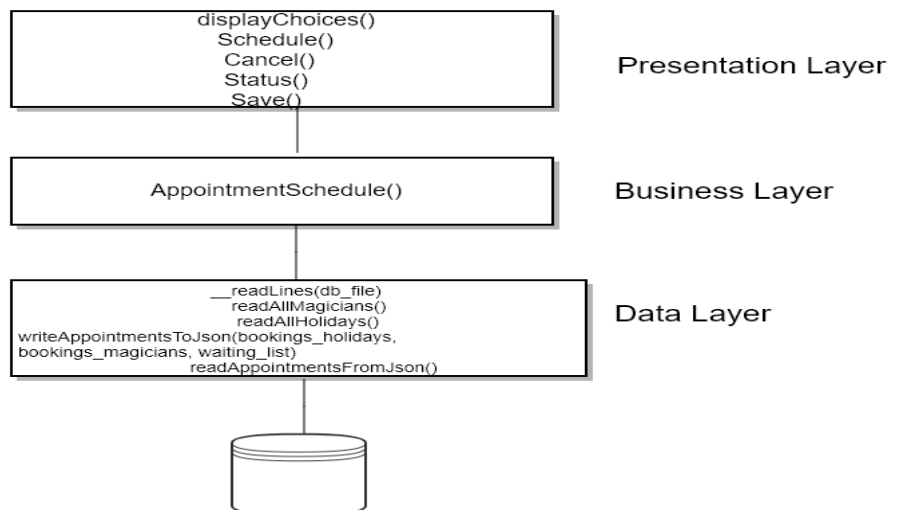 displayChoices()
Schedule()
Cancel()
Status()
Save()
Presentation Layer
AppointmentSchedule()
Business Layer
__readLines(db_file)
readAllMagicians()
readAllHolidays()
writeAppointmentsToJson(bookings_holidays,
bookings_magicians, waiting_list)
readAppointmentsFromJson()
Data Layer